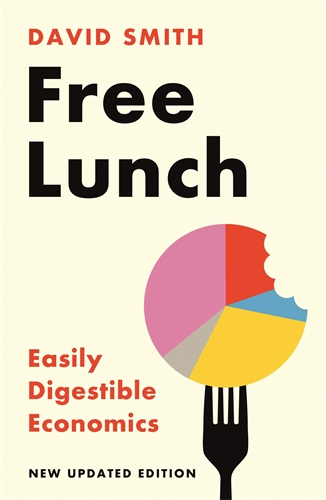 DAVID SMITH
Free
Lunch
Easily
Digestible
Economics
NEW UPDATED EDITION